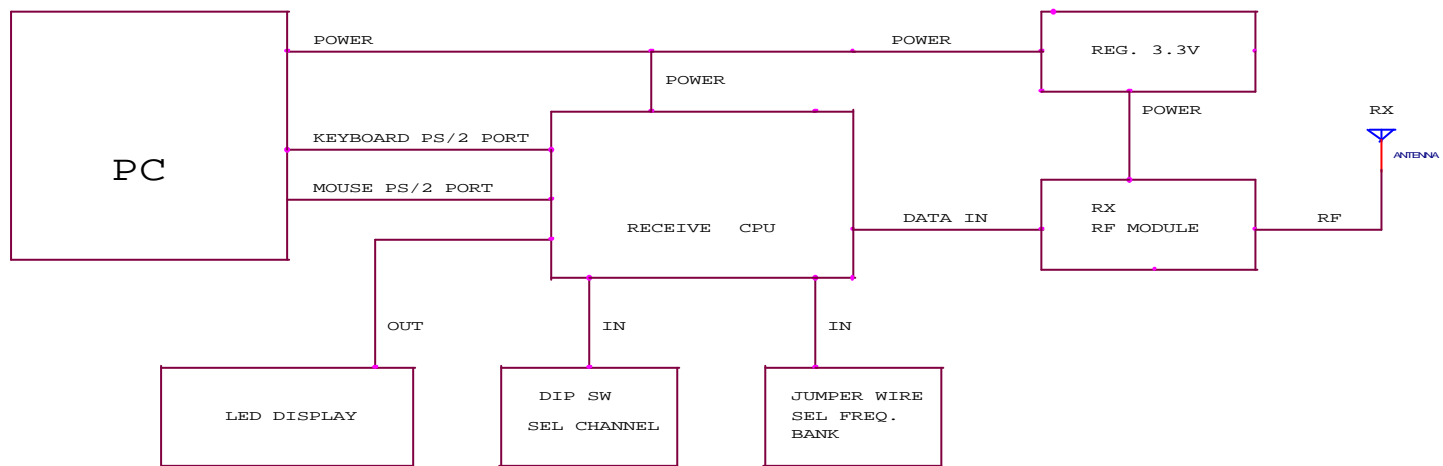 POWER
POWER
REG. 3.3V
POWER
POWER
RX
KEYBOARD PS/2 PORT
ANTENNA
PC
MOUSE PS/2 PORT
RX
DATA IN
RF
RECEIVE CPU
RF MODULE
OUT
IN
IN
DIP SW
JUMPER WIRE
LED DISPLAY
SEL CHANNEL
SEL FREQ.
BANK